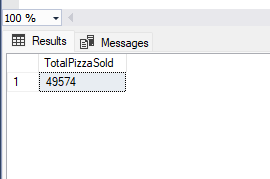 100 %
Results Messages
TotalPizzaSold
1 49574